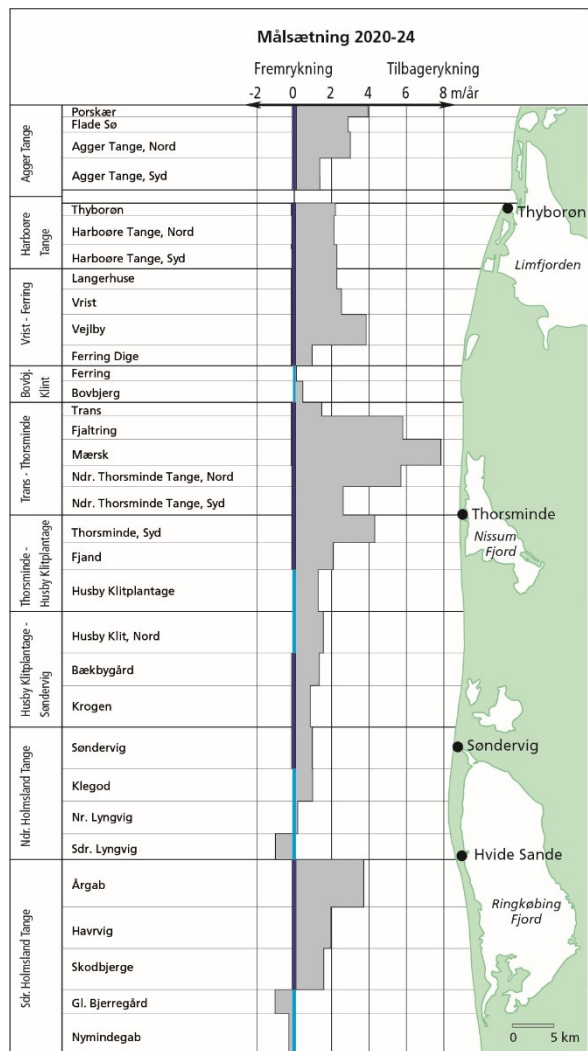 Målsætning 2020-24
Fremrykning
Tilbagerykning
-2 0 2 4 6 8 m/år
Agger Tange
Porskær
Flade Sø
Agger Tange, Nord
Agger Tange, Syd
Harboøre
Tange
Thyborøn
Harboøre Tange, Nord
Harboøre Tange, Syd
Vrist - Ferring
Langerhuse
Vrist
Vejlby
Ferring Dige
Bovbj.
Klint
Ferring
Bovbjerg
Trans - Thorsminde
Trans
Fjaltring
Mærsk
Ndr. Thorsminde Tange, Nord
Ndr. Thorsminde Tange, Syd
Thorsminde -
Husby Klitplantage
Thorsminde, Syd
Fjand
Husby Klitplantage
Husby Klitplantage -
Søndervig
Husby Klit, Nord
Bækbygård
Krogen
Ndr. Holmsland Tange
Søndervig
Klegod
Nr. Lyngvig
Sdr. Lyngvig
Sdr. Holmsland Tange
Årgab
Havrvig
Skodbjerge
Gl. Bjerregård
Nymindegab
Thyborøn
Limfjorden
Thorsminde
Nissum
Fjord
Søndervig
Hvide Sande
Ringkøbing
Fjord
0 5 km